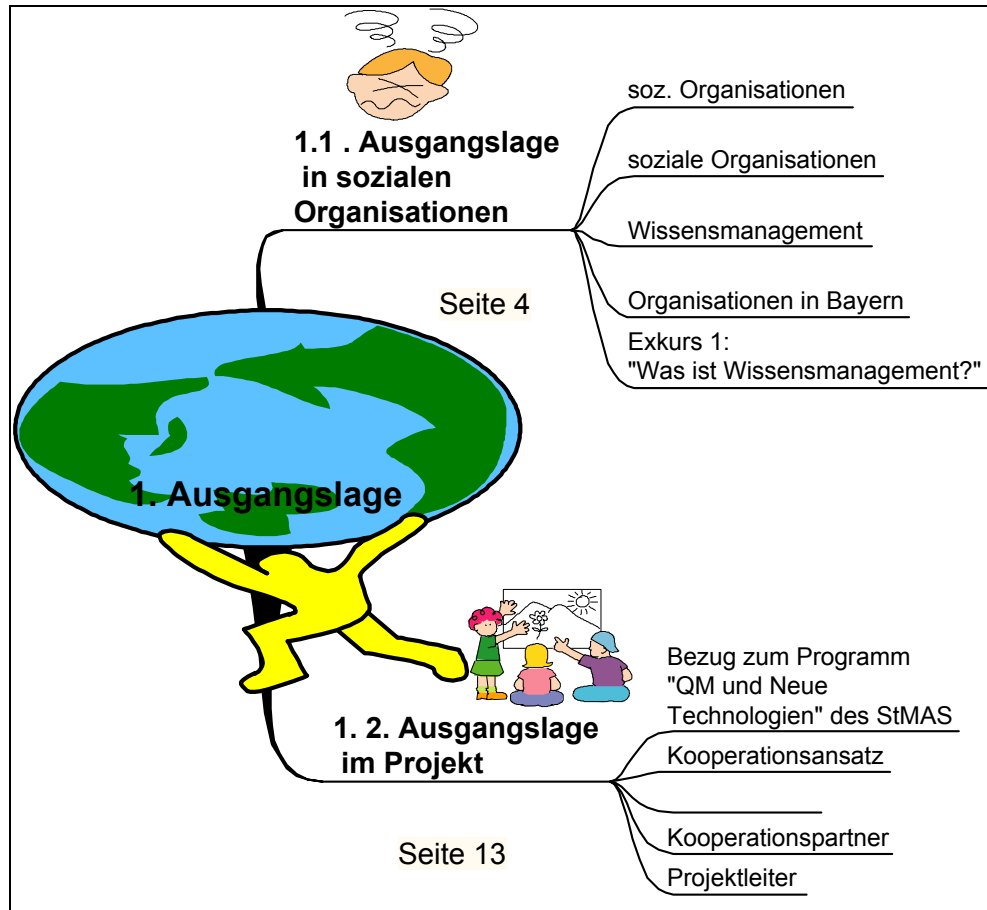 1.1 . Ausgangslage
in sozialen
Organisationen
soz. Organisationen
soziale Organisationen
Wissensmanagement
Organisationen in Bayern
Exkurs 1:
"Was ist Wissensmanagement?"
Seite 4
1. Ausgangslage
1. 2. Ausgangslage
im Projekt
Bezug zum Programm
"QM und Neue
Technologien" des StMAS
Kooperationsansatz
Kooperationspartner
Projektleiter
Seite 13